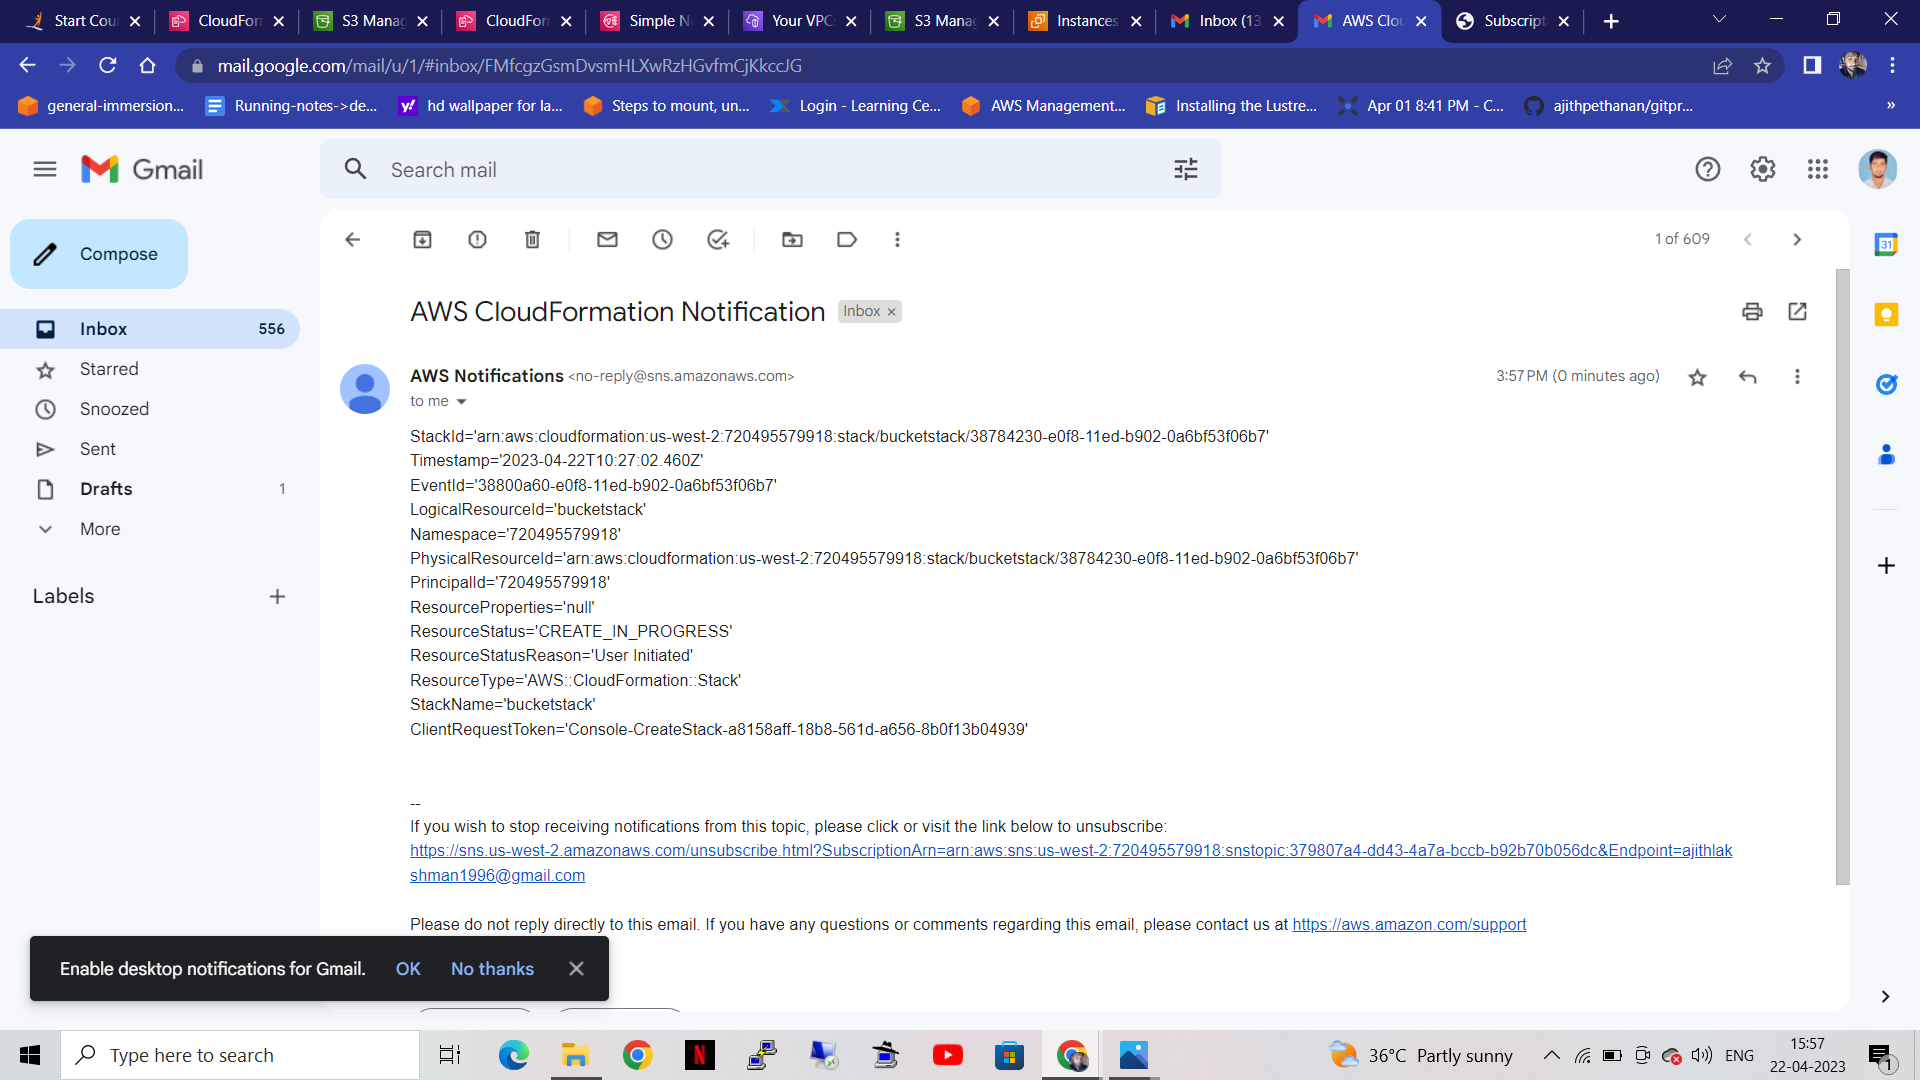 Start Cou
CloudForm
S3 Manag
CloudForm
Simple No
Your VPC
S3 Manag
Instances
Inbox (13
AWS Clou
Subscripti
mail.google.com/mail/u/1/#inbox/FMfcgzGsmDvsmHLXwRzHGvfmCjKkccJG
general-immersion...
Running-notes->de...
hd wallpaper for la...
Steps to mount, un...
Login - Learning Ce...
AWS Management...
Installing the Lustre...
Apr 01 8:41 PM - C...
ajithpethanan/gitpr...
»
Gmail
Search mail
Compose
1 of 609
Inbox 556
Starred
Snoozed
Sent
Drafts 1
More
Labels
AWS CloudFormation Notification Inbox ×
AWS Notifications <no-reply@sns.amazonaws.com>
3:57 PM (0 minutes ago)
to me
StackId='arn:aws:cloudformation:us-west-2:720495579918:stack/bucketstack/38784230-e0f8-11ed-b902-0a6bf53f06b7'
Timestamp='2023-04-22T10:27:02.460Z'
EventId='38800a60-e0f8-11ed-b902-0a6bf53f06b7'
LogicalResourceId='bucketstack'
Namespace='720495579918'
PhysicalResourceId='arn:aws:cloudformation:us-west-2:720495579918:stack/bucketstack/38784230-e0f8-11ed-b902-0a6bf53f06b7'
PrincipalId='720495579918'
ResourceProperties='null'
ResourceStatus='CREATE_IN_PROGRESS'
ResourceStatusReason='User Initiated'
ResourceType='AWS::CloudFormation::Stack'
StackName='bucketstack'
ClientRequestToken='Console-CreateStack-a8158aff-18b8-561d-a656-8b0f13b04939'
--
If you wish to stop receiving notifications from this topic, please click or visit the link below to unsubscribe:
https://sns.us-west-2.amazonaws.com/unsubscribe.html?SubscriptionArn=arn:aws:sns:us-west-2:720495579918:snstopic:379807a4-dd43-4a7a-bccb-b92b70b056dc&Endpoint=ajithlak
shman1996@gmail.com
Please do not reply directly to this email. If you have any questions or comments regarding this email, please contact us at https://aws.amazon.com/support
Enable desktop notifications for Gmail. OK No thanks
31
Type here to search
N
36°C Partly sunny
ENG
15:57
22-04-2023
1